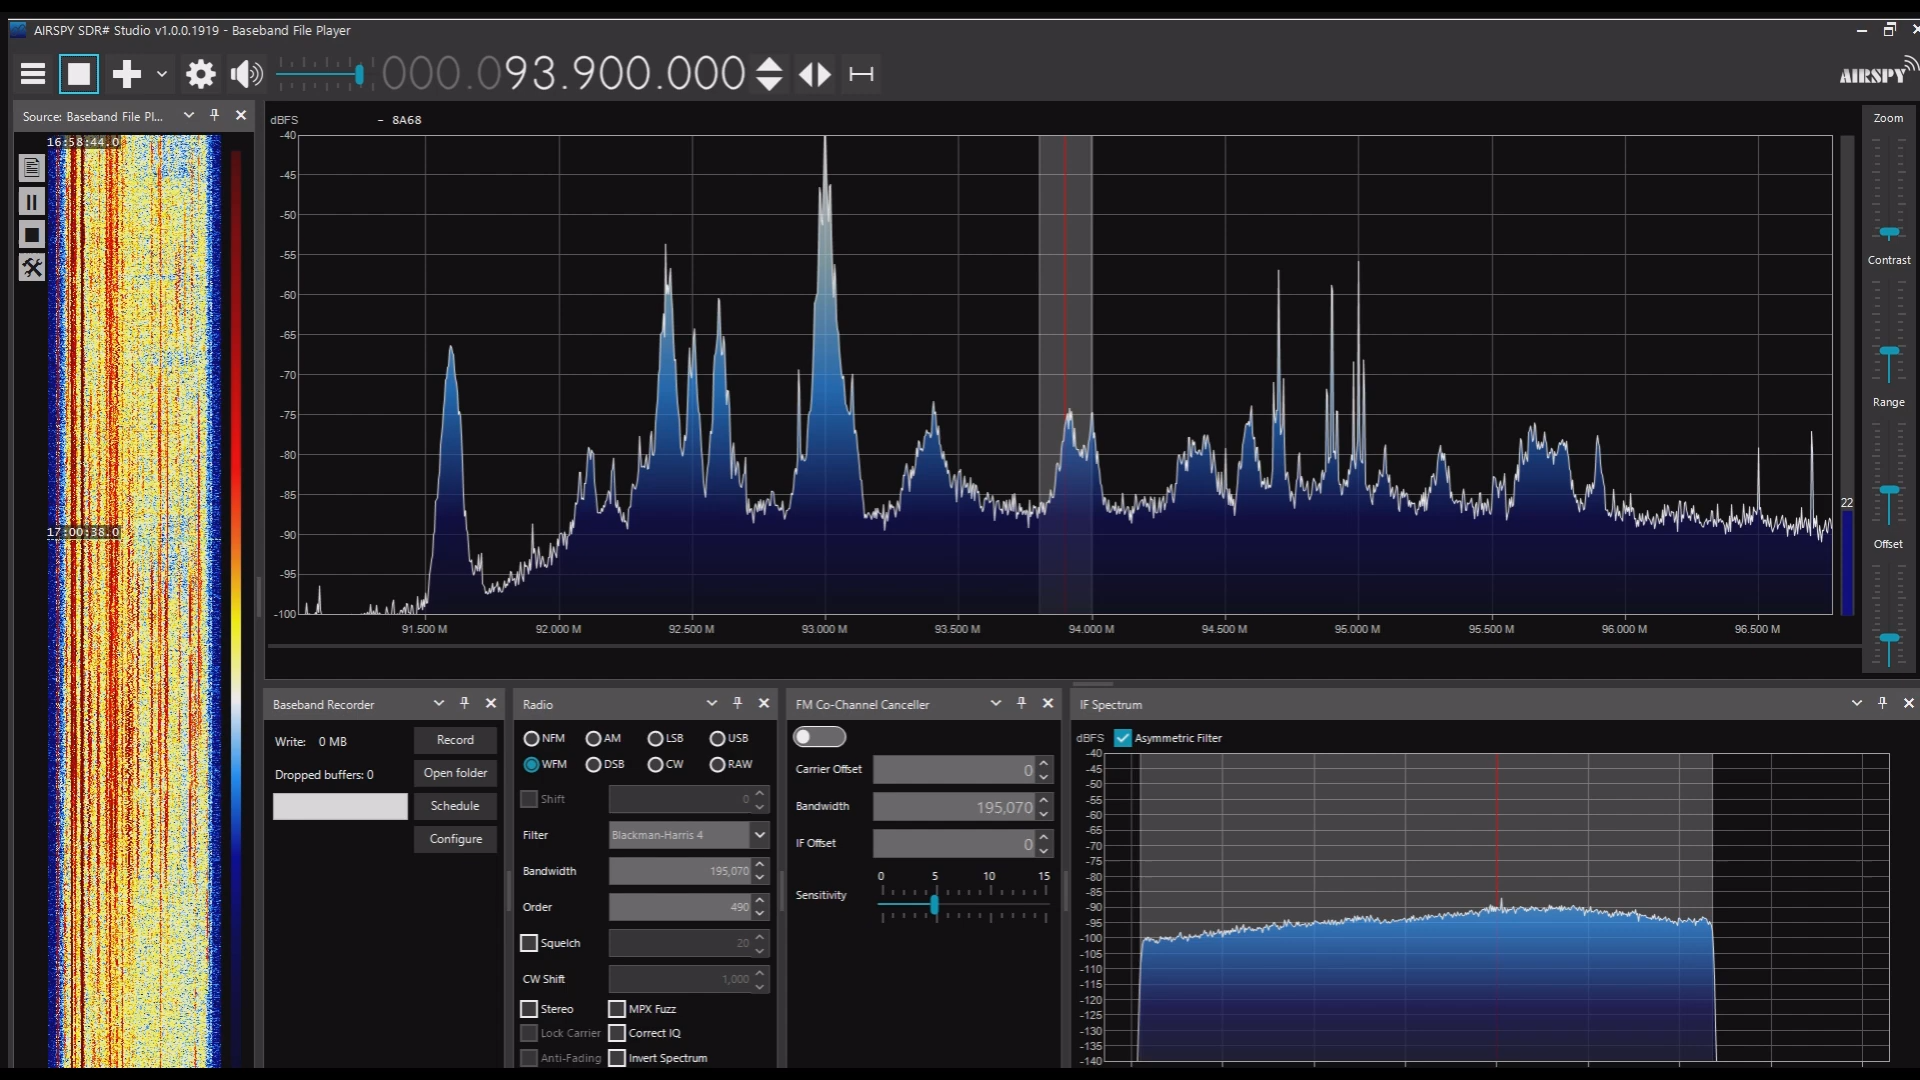 AIRSPY SDR# Studio v1.0.0.1919 - Baseband File Player
000.093.900.000
AIRSPY
Source: Baseband File Pl...
16:58:44.0
17:00:38.0
dBFS
- 8A68
-40
-45
-50
-55
-60
-65
-70
-75
-80
-85
-90
-95
-100
91.500 M
92.000 M
92.500 M
93.000 M
93.500 M
94.000 M
94.500 M
95.000 M
95.500 M
96.000 M
96.500 M
22
Zoom
Contrast
Range
Offset
Baseband Recorder
Write: 0 MB
Record
Dropped buffers: 0
Open folder
Schedule
Configure
Radio
NFM AM LSB USB
WFM DSB CW RAW
Shift 0
Filter Blackman-Harris 4
Bandwidth 195,070
Order 490
Squelch 20
CW Shift 1,000
Stereo MPX Fuzz
Lock Carrier Correct IQ
Anti-Fading Invert Spectrum
FM Co-Channel Canceller
Carrier Offset 0
Bandwidth 195,070
IF Offset 0
0 5 10 15
Sensitivity
IF Spectrum
dBFS Asymmetric Filter
-40
-45
-50
-55
-60
-65
-70
-75
-80
-85
-90
-95
-100
-105
-110
-115
-120
-125
-130
-135
-140